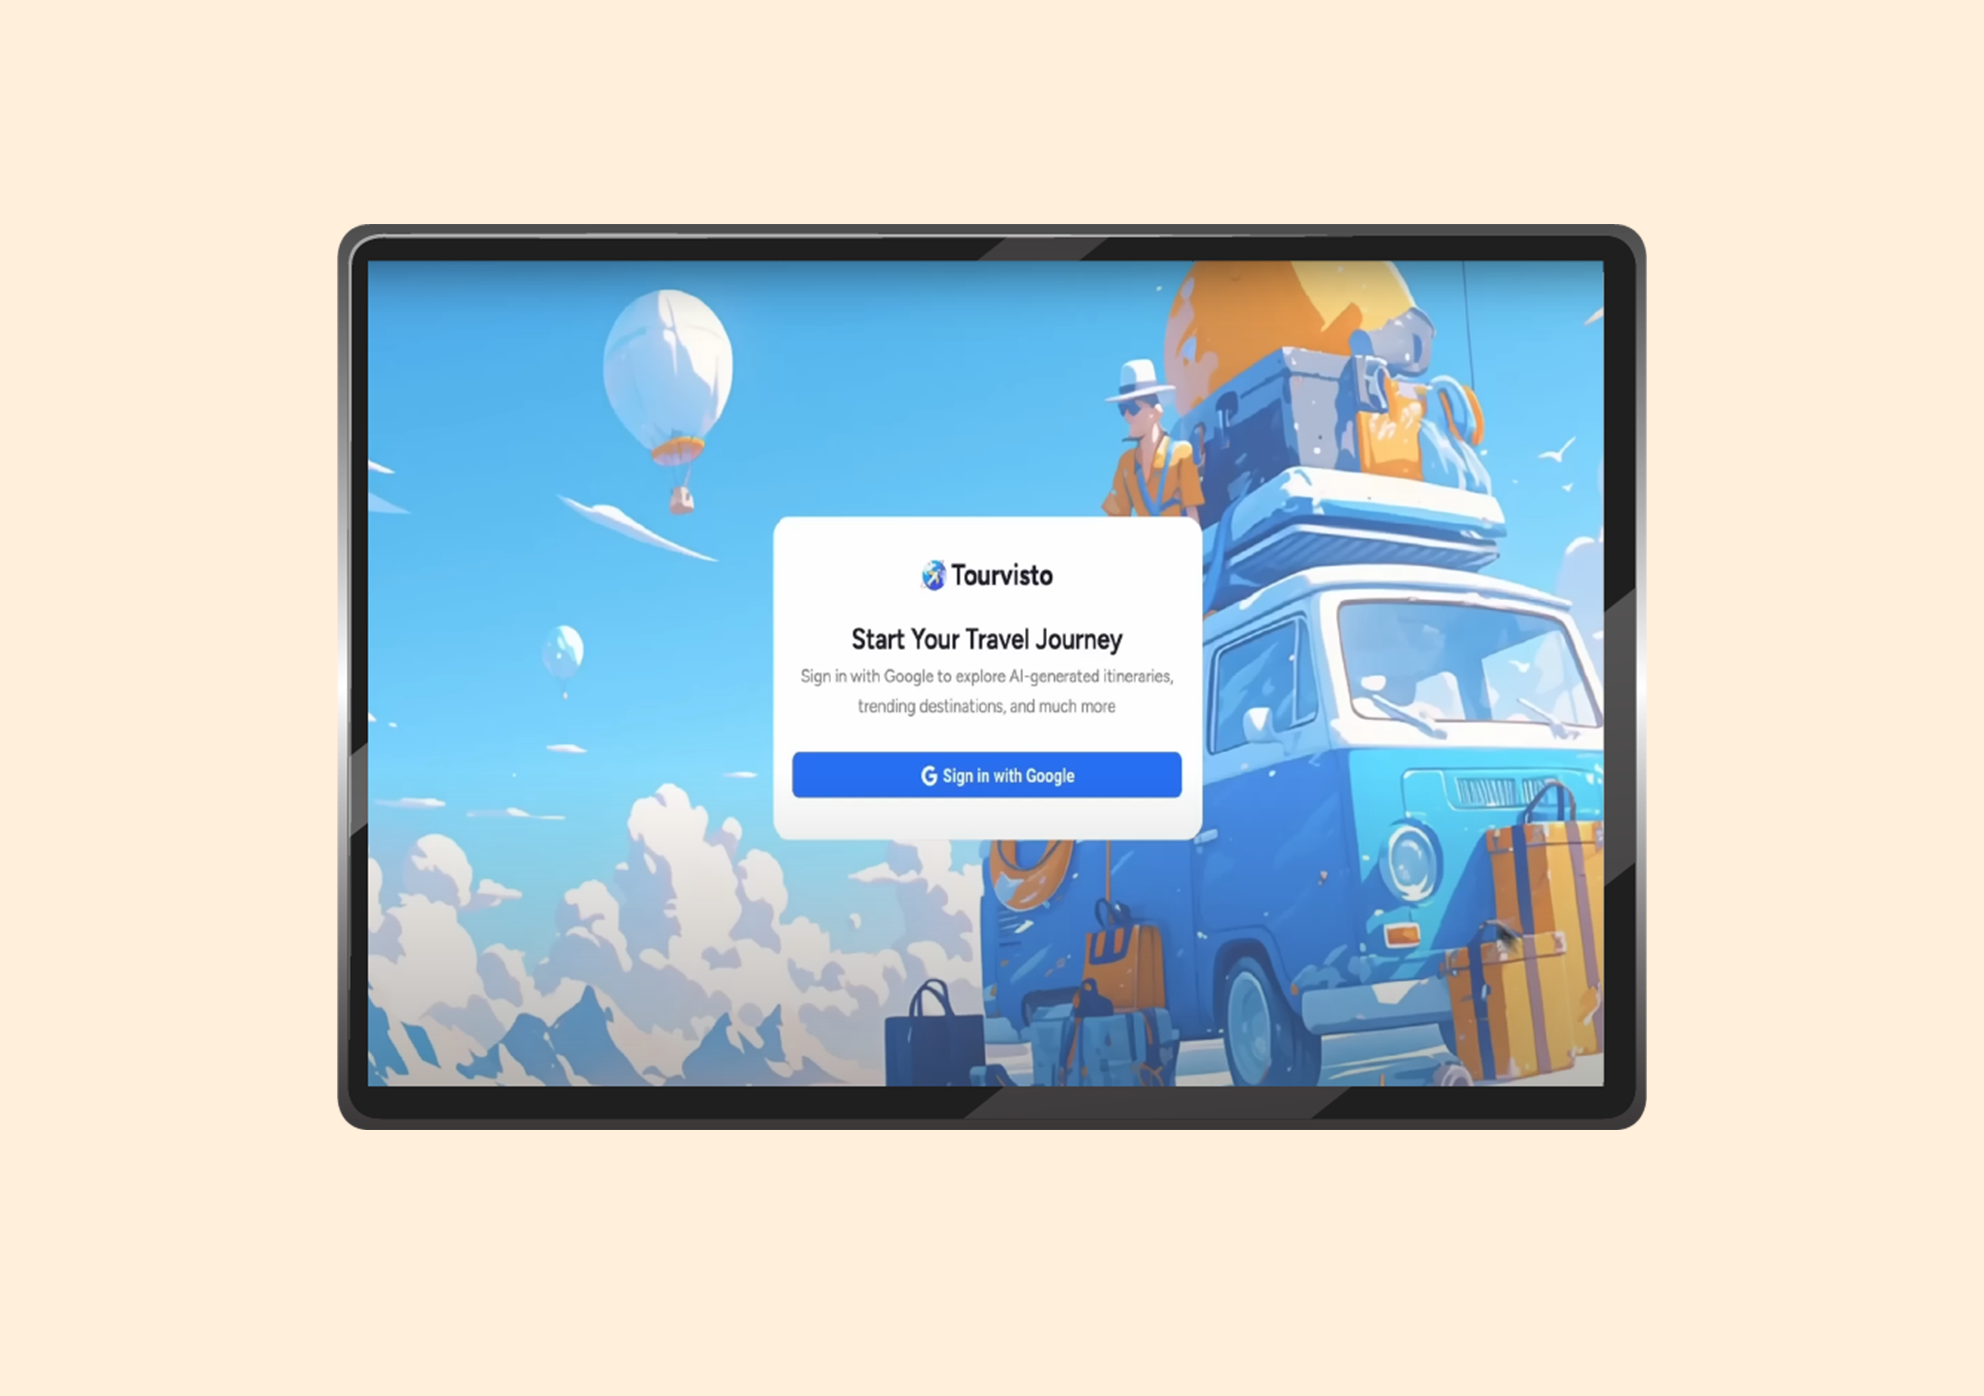 Tourvisto
Start Your Travel Journey
Sign in with Google to explore AI-generated itineraries,
trending destinations, and much more
Sign in with Google